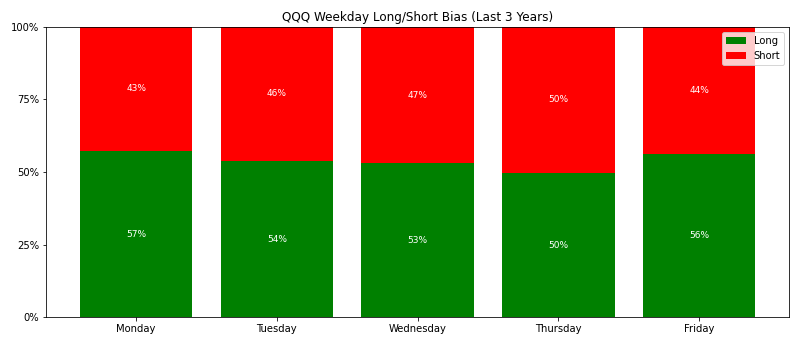 QQQ Weekday Long/Short Bias (Last 3 Years)
100%
75%
50%
25%
0%
Long
Short
43%
46%
47%
50%
44%
57%
54%
53%
50%
56%
Monday
Tuesday
Wednesday
Thursday
Friday